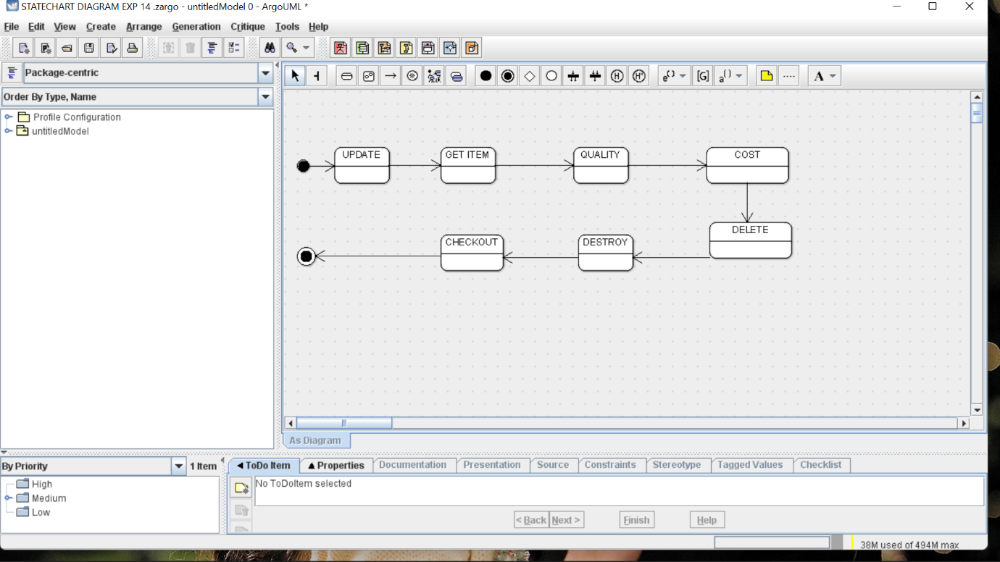 STATECHART DIAGRAM EXP 14 .zargo - untitledModel 0 - ArgoUML *
File Edit View Create Arrange Generation Critique Tools Help
Package-centric
Order By Type, Name
Profile Configuration
untitledModel
H H*
e() [G] a() A
UPDATE GET ITEM QUALITY COST
DELETE
CHECKOUT DESTROY
As Diagram
By Priority 1 Item
High
Medium
Low
ToDo Item Properties Documentation Presentation Source Constraints Stereotype Tagged Values Checklist
No ToDoItem selected
< Back Next > Finish Help
38M used of 494M max